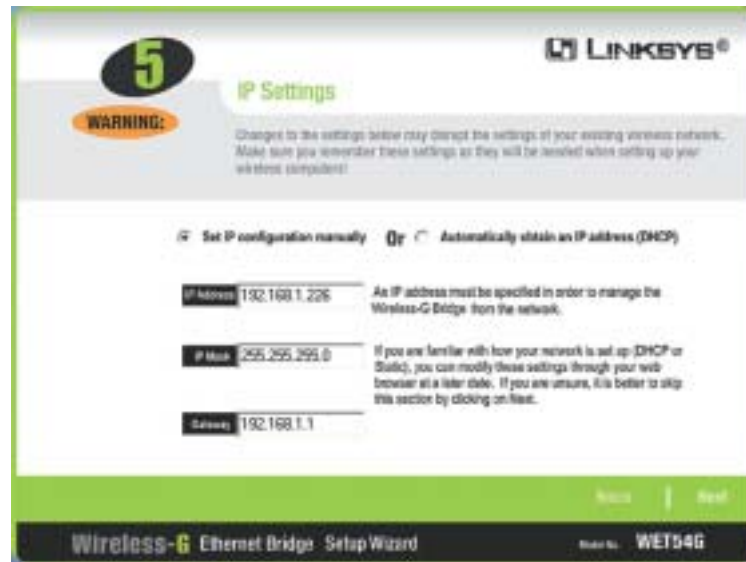 5
LINKSYS®
IP Settings
WARNING:
Changes to the settings below may disrupt the settings of your existing wireless network.
Make sure you remember these settings as they will be needed when setting up your
wireless computers!
Set IP configuration manually Or Automatically obtain an IP address (DHCP)
IP Address 192.168.1.226
An IP address must be specified in order to manage the
Wireless-G Bridge from the network.
IP Mask 255.255.255.0
If you are familiar with how your network is set up (DHCP or
Static), you can modify these settings through your web
browser at a later date. If you are unsure, it is better to skip
this section by clicking on Next.
Gateway 192.168.1.1
Back | Next
Wireless-G Ethernet Bridge Setup Wizard
Model No. WET54G